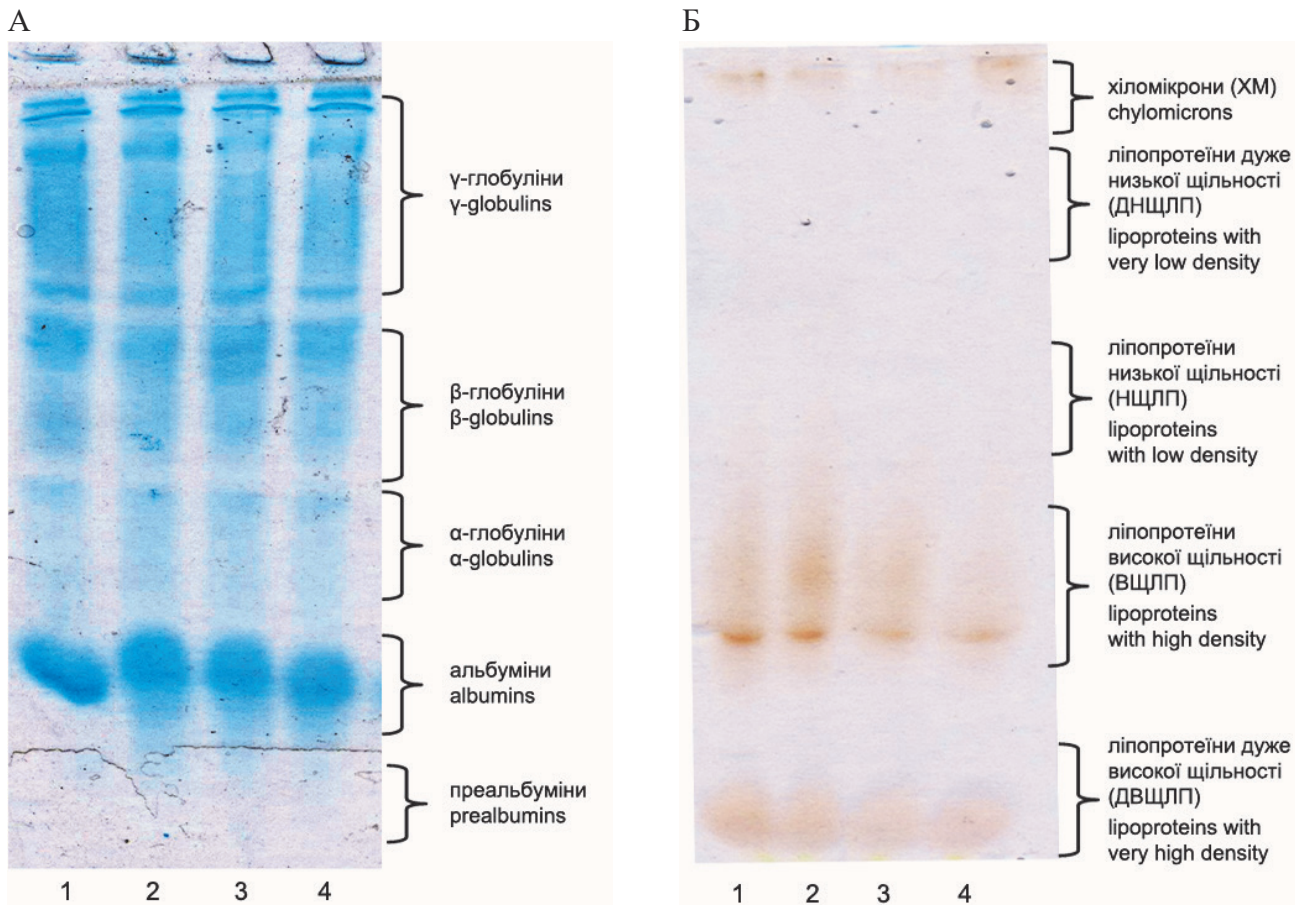 А
γ-глобуліни
γ-globulins
β-глобуліни
β-globulins
α-глобуліни
α-globulins
альбуміни
albumins
преальбуміни
prealbumins
1 2 3 4
Б
хіломікрони (ХМ)
chylomicrons
ліпопротеїни дуже
низької щільності
(ДНЩЛП)
lipoproteins with
very low density
ліпопротеїни
низької щільності
(НЩЛП)
lipoproteins
with low density
ліпопротеїни
високої щільності
(ВЩЛП)
lipoproteins
with high density
ліпопротеїни дуже
високої щільності
(ДВЩЛП)
lipoproteins with
very high density
1 2 3 4